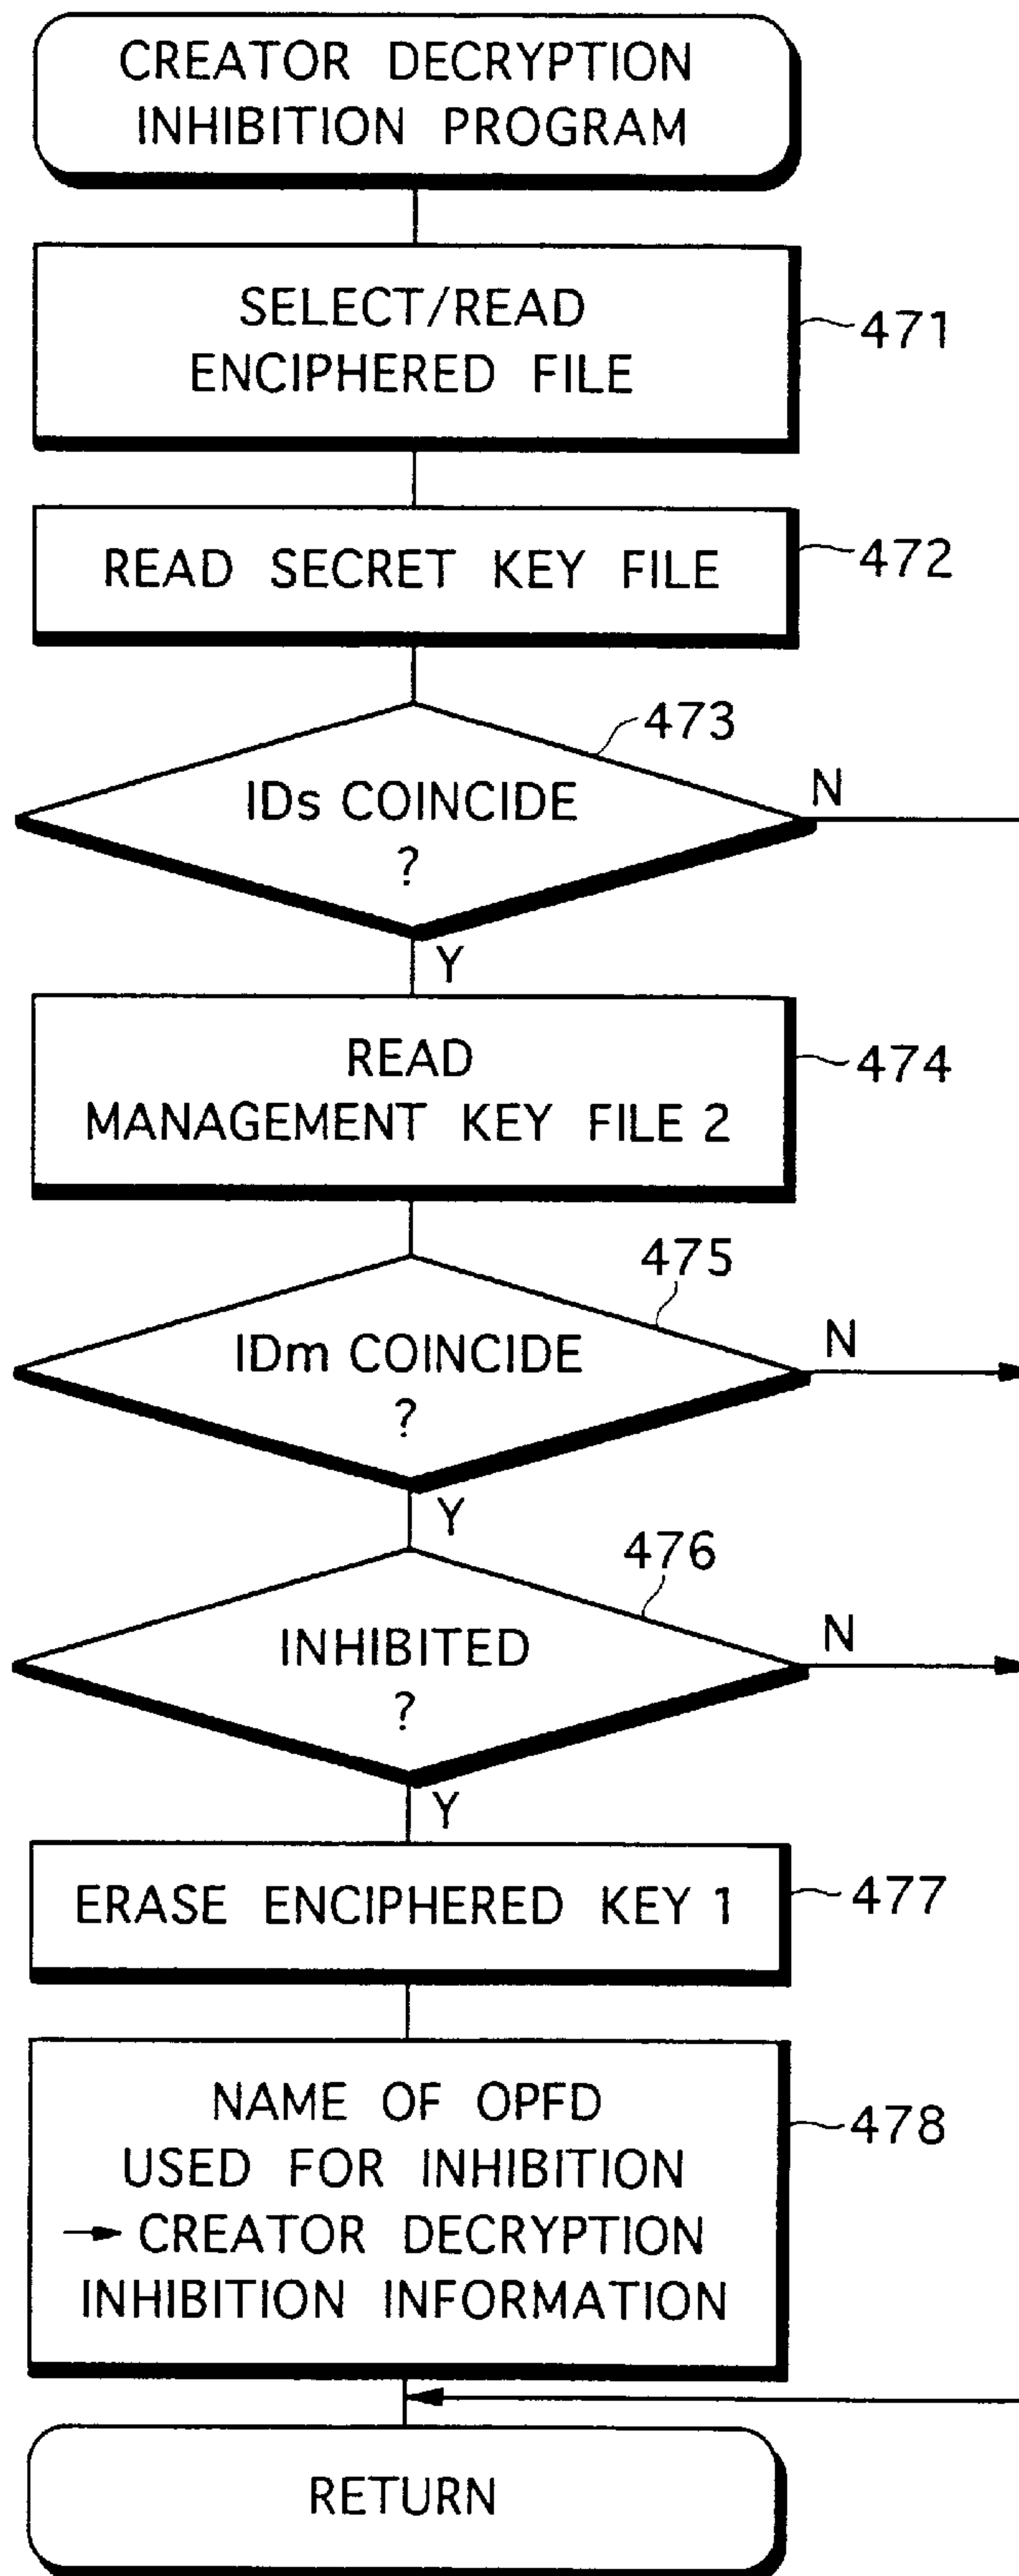 CREATOR DECRYPTION
INHIBITION PROGRAM
SELECT/READ
ENCIPHERED FILE
471
READ SECRET KEY FILE
472
473
IDs COINCIDE
?
N
Y
READ
MANAGEMENT KEY FILE 2
474
475
IDm COINCIDE
?
N
Y
476
INHIBITED
?
N
Y
ERASE ENCIPHERED KEY 1
477
NAME OF OPFD
USED FOR INHIBITION
→ CREATOR DECRYPTION
INHIBITION INFORMATION
478
RETURN